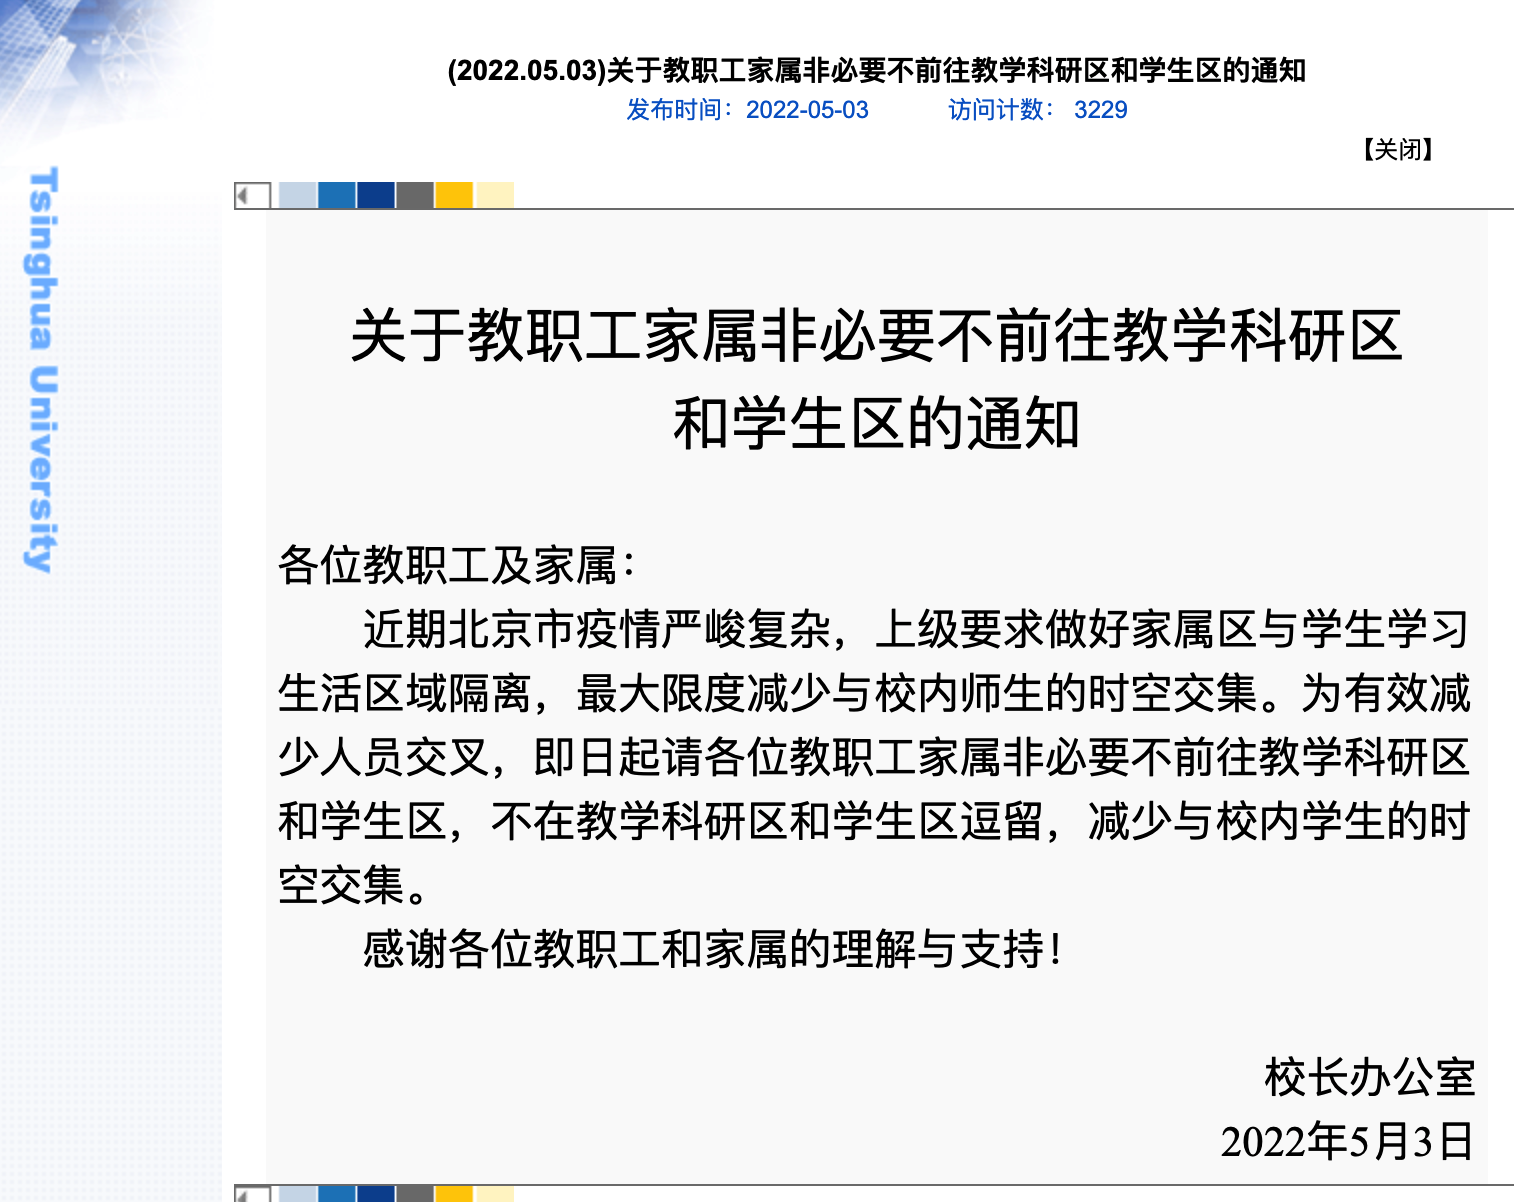 (2022.05.03)关于教职工家属非必要不前往教学科研区和学生区的通知
发布时间：2022-05-03 访问计数： 3229
【关闭】
Tsinghua University
关于教职工家属非必要不前往教学科研区
和学生区的通知
各位教职工及家属：
近期北京市疫情严峻复杂，上级要求做好家属区与学生学习
生活区域隔离，最大限度减少与校内师生的时空交集。为有效减
少人员交叉，即日起请各位教职工家属非必要不前往教学科研区
和学生区，不在教学科研区和学生区逗留，减少与校内学生的时
空交集。
感谢各位教职工和家属的理解与支持！
校长办公室
2022年5月3日